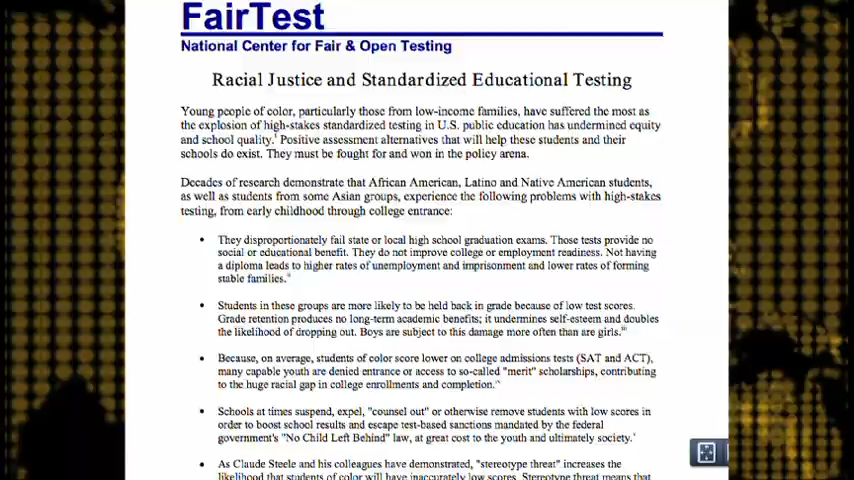 FairTest
National Center for Fair & Open Testing
Racial Justice and Standardized Educational Testing
Young people of color, particularly those from low-income families, have suffered the most as
the explosion of high-stakes standardized testing in U.S. public education has undermined equity
and school quality.i Positive assessment alternatives that will help these students and their
schools do exist. They must be fought for and won in the policy arena.
Decades of research demonstrate that African American, Latino and Native American students,
as well as students from some Asian groups, experience the following problems with high-stakes
testing, from early childhood through college entrance:
• They disproportionately fail state or local high school graduation exams. Those tests provide no
social or educational benefit. They do not improve college or employment readiness. Not having
a diploma leads to higher rates of unemployment and imprisonment and lower rates of forming
stable families.ii
• Students in these groups are more likely to be held back in grade because of low test scores.
Grade retention produces no long-term academic benefits; it undermines self-esteem and doubles
the likelihood of dropping out. Boys are subject to this damage more often than are girls.iii
• Because, on average, students of color score lower on college admissions tests (SAT and ACT),
many capable youth are denied entrance or access to so-called "merit" scholarships, contributing
to the huge racial gap in college enrollments and completion.iv
• Schools at times suspend, expel, "counsel out" or otherwise remove students with low scores in
order to boost school results and escape test-based sanctions mandated by the federal
government's "No Child Left Behind" law, at great cost to the youth and ultimately society.v
• As Claude Steele and his colleagues have demonstrated, "stereotype threat" increases the
likelihood that students of color will have inaccurately low scores. Stereotype threat means that